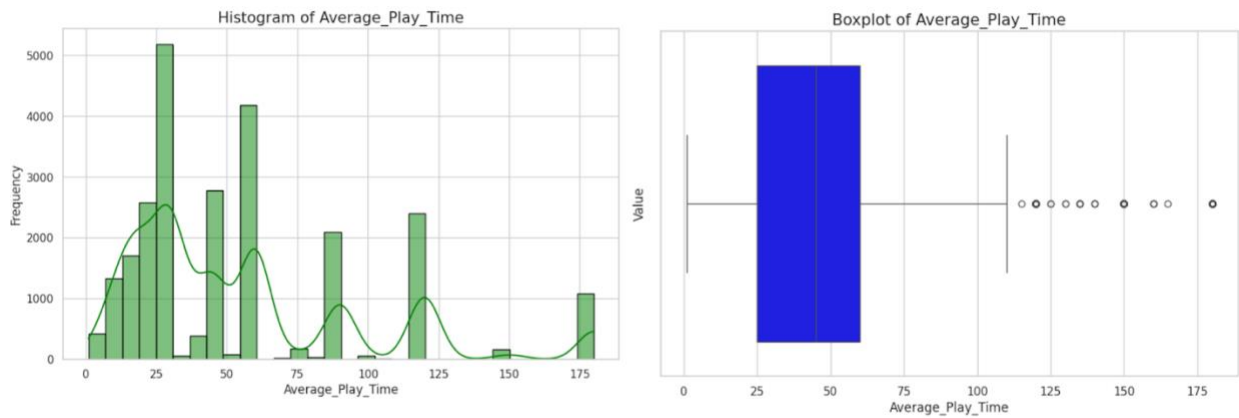 Histogram of Average_Play_Time
5000
4000
3000
2000
1000
0
Frequency
0 25 50 75 100 125 150 175
Average_Play_Time
Boxplot of Average_Play_Time
Value
0 25 50 75 100 125 150 175
Average_Play_Time